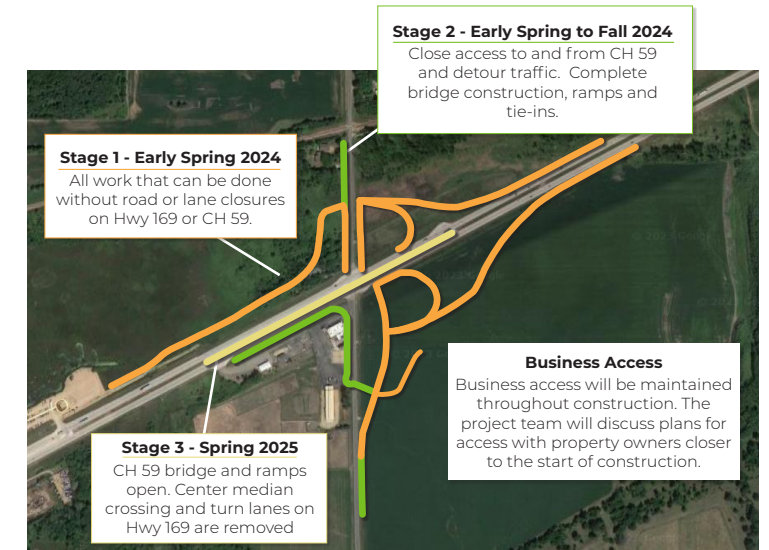 Stage 2 - Early Spring to Fall 2024
Close access to and from CH 59
and detour traffic. Complete
bridge construction, ramps and
tie-ins.
Stage 1 - Early Spring 2024
All work that can be done
without road or lane closures
on Hwy 169 or CH 59.
Business Access
Business access will be maintained
throughout construction. The
project team will discuss plans for
access with property owners closer
to the start of construction.
Stage 3 - Spring 2025
CH 59 bridge and ramps
open. Center median
crossing and turn lanes on
Hwy 169 are removed